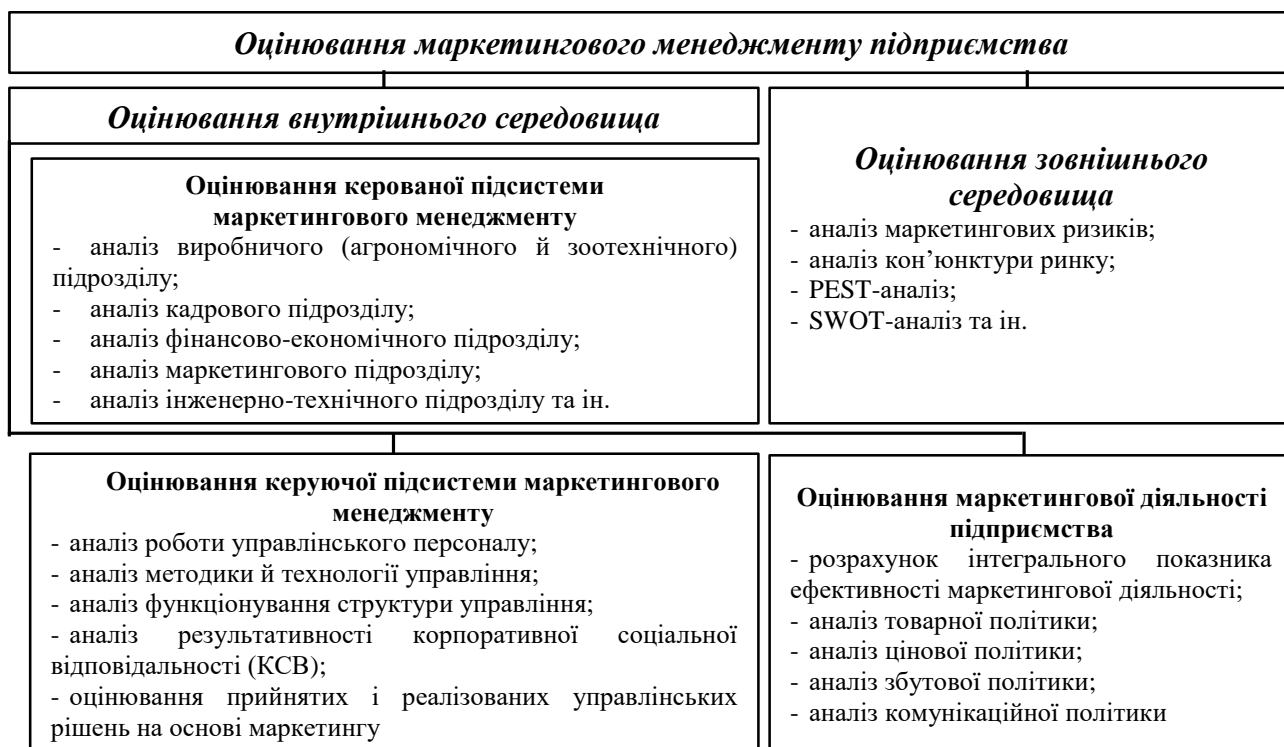 Оцінювання маркетингового менеджменту підприємства
Оцінювання внутрішнього середовища
Оцінювання керованої підсистеми
маркетингового менеджменту
- аналіз виробничого (агрономічного й зоотехнічного)
підрозділу;
- аналіз кадрового підрозділу;
- аналіз фінансово-економічного підрозділу;
- аналіз маркетингового підрозділу;
- аналіз інженерно-технічного підрозділу та ін.
Оцінювання зовнішнього
середовища
- аналіз маркетингових ризиків;
- аналіз кон’юнктури ринку;
- PEST-аналіз;
- SWOT-аналіз та ін.
Оцінювання керуючої підсистеми маркетингового
менеджменту
- аналіз роботи управлінського персоналу;
- аналіз методики й технології управління;
- аналіз функціонування структури управління;
- аналіз результативності корпоративної соціальної
відповідальності (КСВ);
- оцінювання прийнятих і реалізованих управлінських
рішень на основі маркетингу
Оцінювання маркетингової діяльності
підприємства
- розрахунок інтегрального показника
ефективності маркетингової діяльності;
- аналіз товарної політики;
- аналіз цінової політики;
- аналіз збутової політики;
- аналіз комунікаційної політики